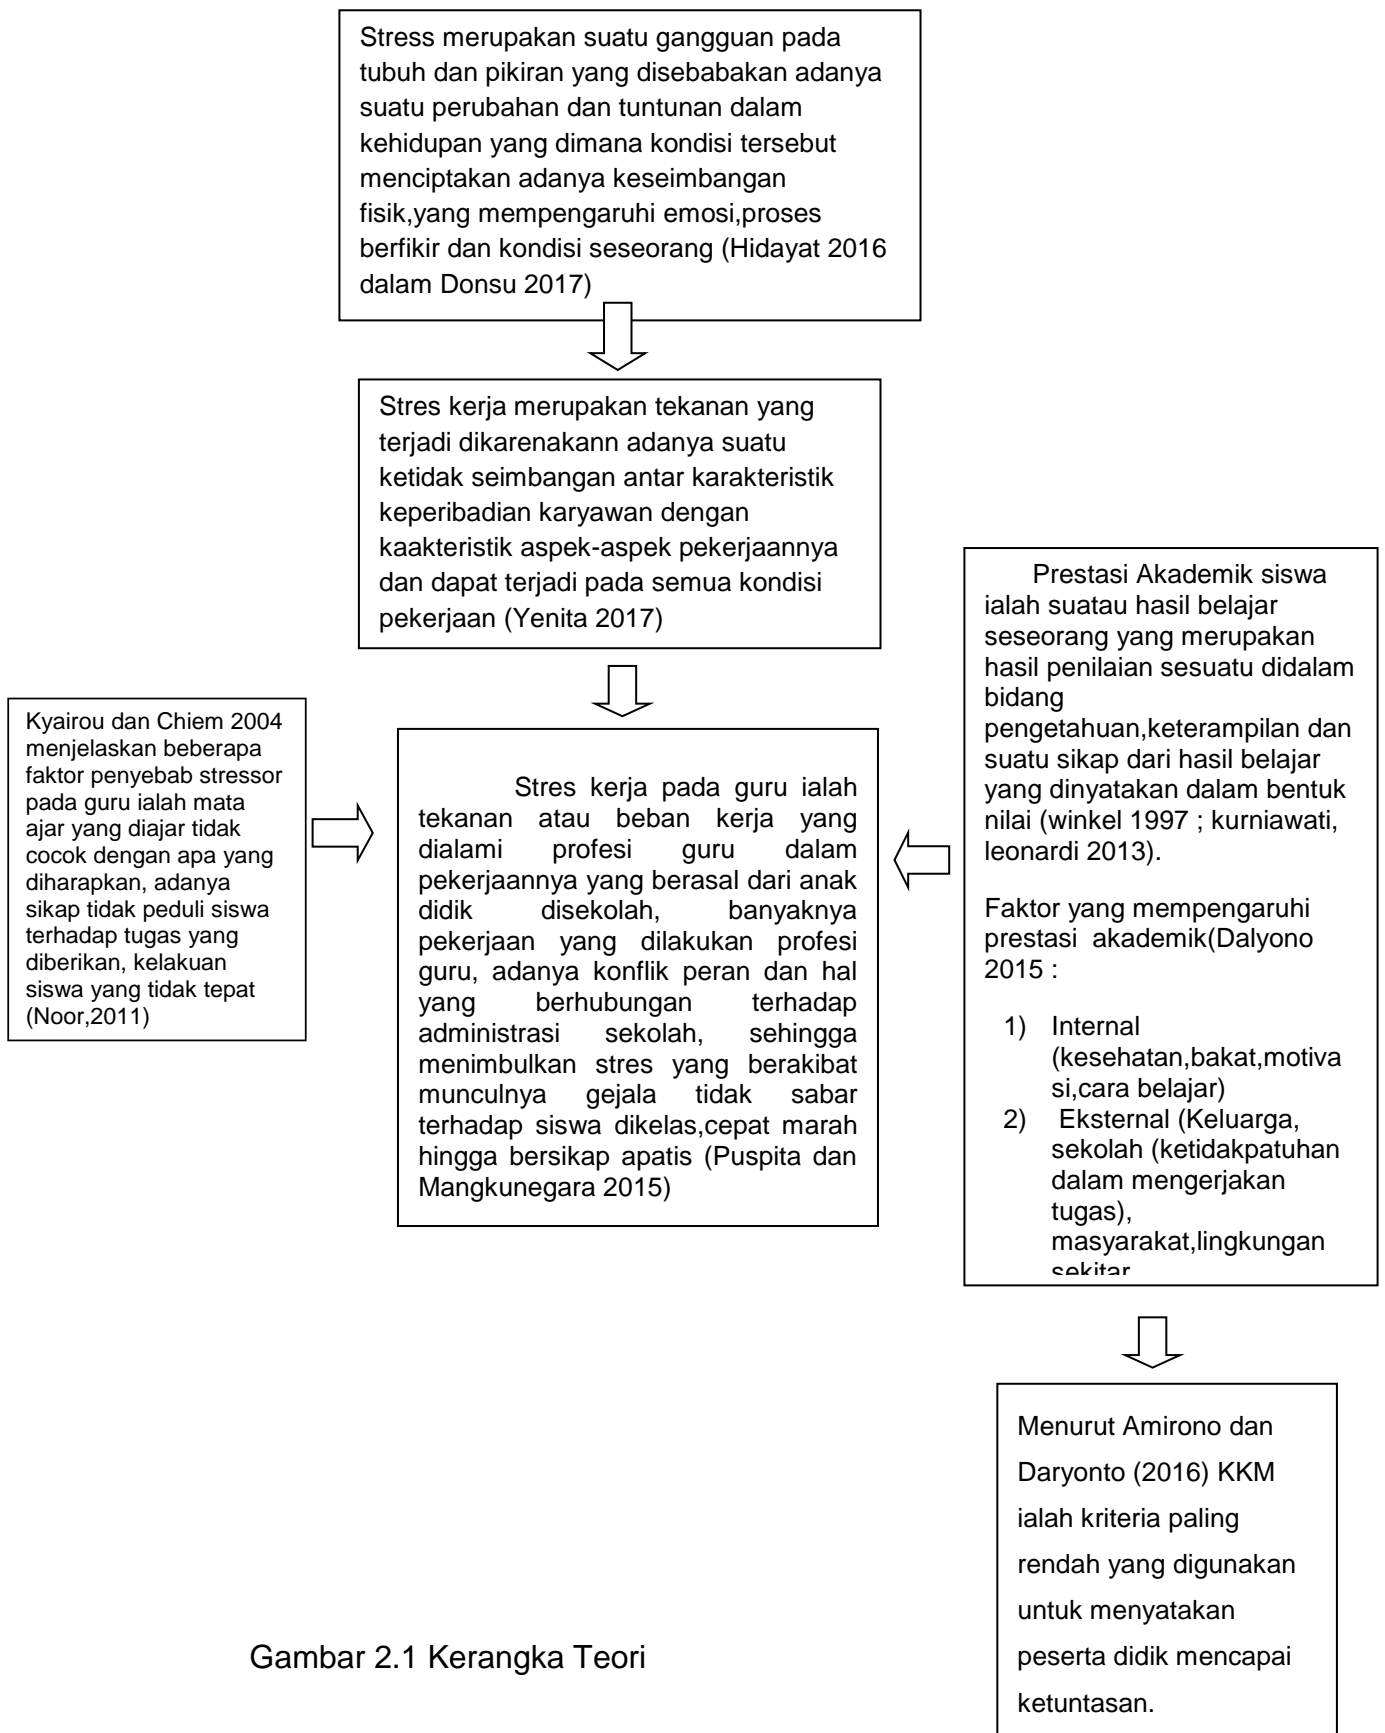 Stress merupakan suatu gangguan pada
tubuh dan pikiran yang disebabakan adanya
suatu perubahan dan tuntunan dalam
kehidupan yang dimana kondisi tersebut
menciptakan adanya keseimbangan
fisik,yang mempengaruhi emosi,proses
berfikir dan kondisi seseorang (Hidayat 2016
dalam Donsu 2017)
Stres kerja merupakan tekanan yang
terjadi dikarenakann adanya suatu
ketidak seimbangan antar karakteristik
keperibadian karyawan dengan
kaakteristik aspek-aspek pekerjaannya
dan dapat terjadi pada semua kondisi
pekerjaan (Yenita 2017)
Kyairou dan Chiem 2004
menjelaskan beberapa
faktor penyebab stressor
pada guru ialah mata
ajar yang diajar tidak
cocok dengan apa yang
diharapkan, adanya
sikap tidak peduli siswa
terhadap tugas yang
diberikan, kelakuan
siswa yang tidak tepat
(Noor,2011)
Stres kerja pada guru ialah
tekanan atau beban kerja yang
dialami profesi guru dalam
pekerjaannya yang berasal dari anak
didik disekolah, banyaknya
pekerjaan yang dilakukan profesi
guru, adanya konflik peran dan hal
yang berhubungan terhadap
administrasi sekolah, sehingga
menimbulkan stres yang berakibat
munculnya gejala tidak sabar
terhadap siswa dikelas,cepat marah
hingga bersikap apatis (Puspita dan
Mangkunegara 2015)
Prestasi Akademik siswa
ialah suatau hasil belajar
seseorang yang merupakan
hasil penilaian sesuatu didalam
bidang
pengetahuan,keterampilan dan
suatu sikap dari hasil belajar
yang dinyatakan dalam bentuk
nilai (winkel 1997 ; kurniawati,
leonardi 2013).
Faktor yang mempengaruhi
prestasi akademik(Dalyono
2015 :
1) Internal
(kesehatan,bakat,motiva
si,cara belajar)
2) Eksternal (Keluarga,
sekolah (ketidakpatuhan
dalam mengerjakan
tugas),
masyarakat,lingkungan
sekitar
Menurut Amirono dan
Daryonto (2016) KKM
ialah kriteria paling
rendah yang digunakan
untuk menyatakan
peserta didik mencapai
ketuntasan.
Gambar 2.1 Kerangka Teori